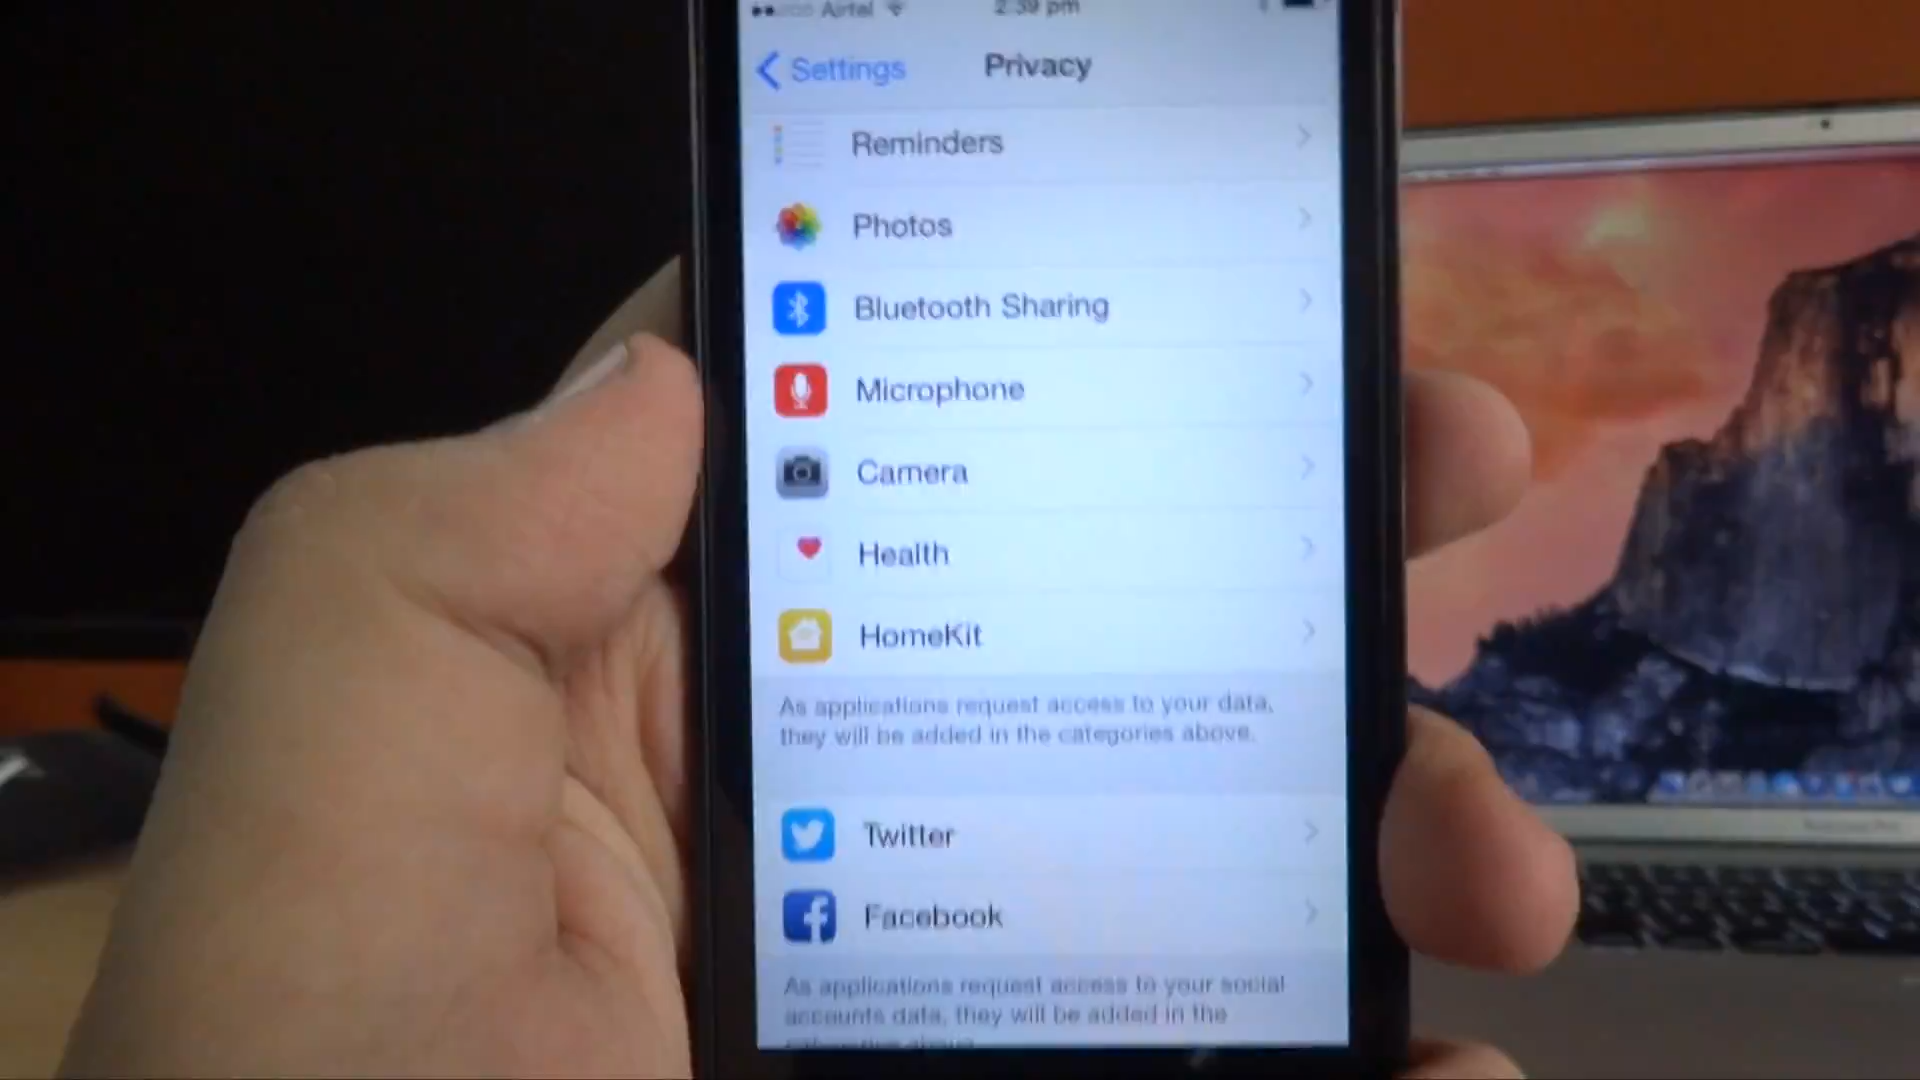 Airtel 2:39 pm
Settings Privacy
Reminders
Photos
Bluetooth Sharing
Microphone
Camera
Health
HomeKit
As applications request access to your data,
they will be added in the categories above.
Twitter
Facebook
As applications request access to your social
accounts data, they will be added in the